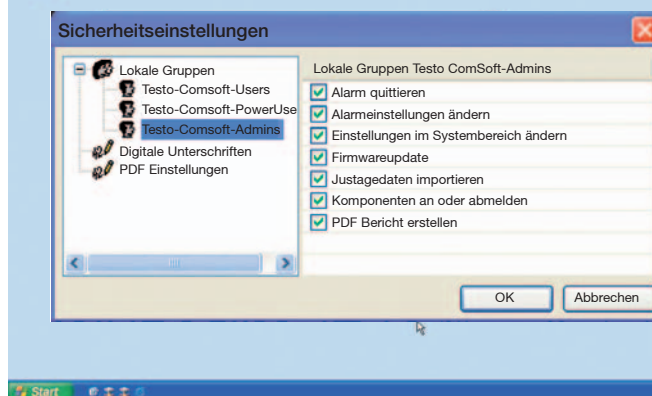 Sicherheitseinstellungen
Lokale Gruppen
Testo-Comsoft-Users
Testo-Comsoft-PowerUse
Testo-Comsoft-Admins
Digitale Unterschriften
PDF Einstellungen
Lokale Gruppen Testo ComSoft-Admins
Alarm quittieren
Alarmeinstellungen ändern
Einstellungen im Systembereich ändern
Firmwareupdate
Justagedaten importieren
Komponenten an oder abmelden
PDF Bericht erstellen
OK
Abbrechen
Start